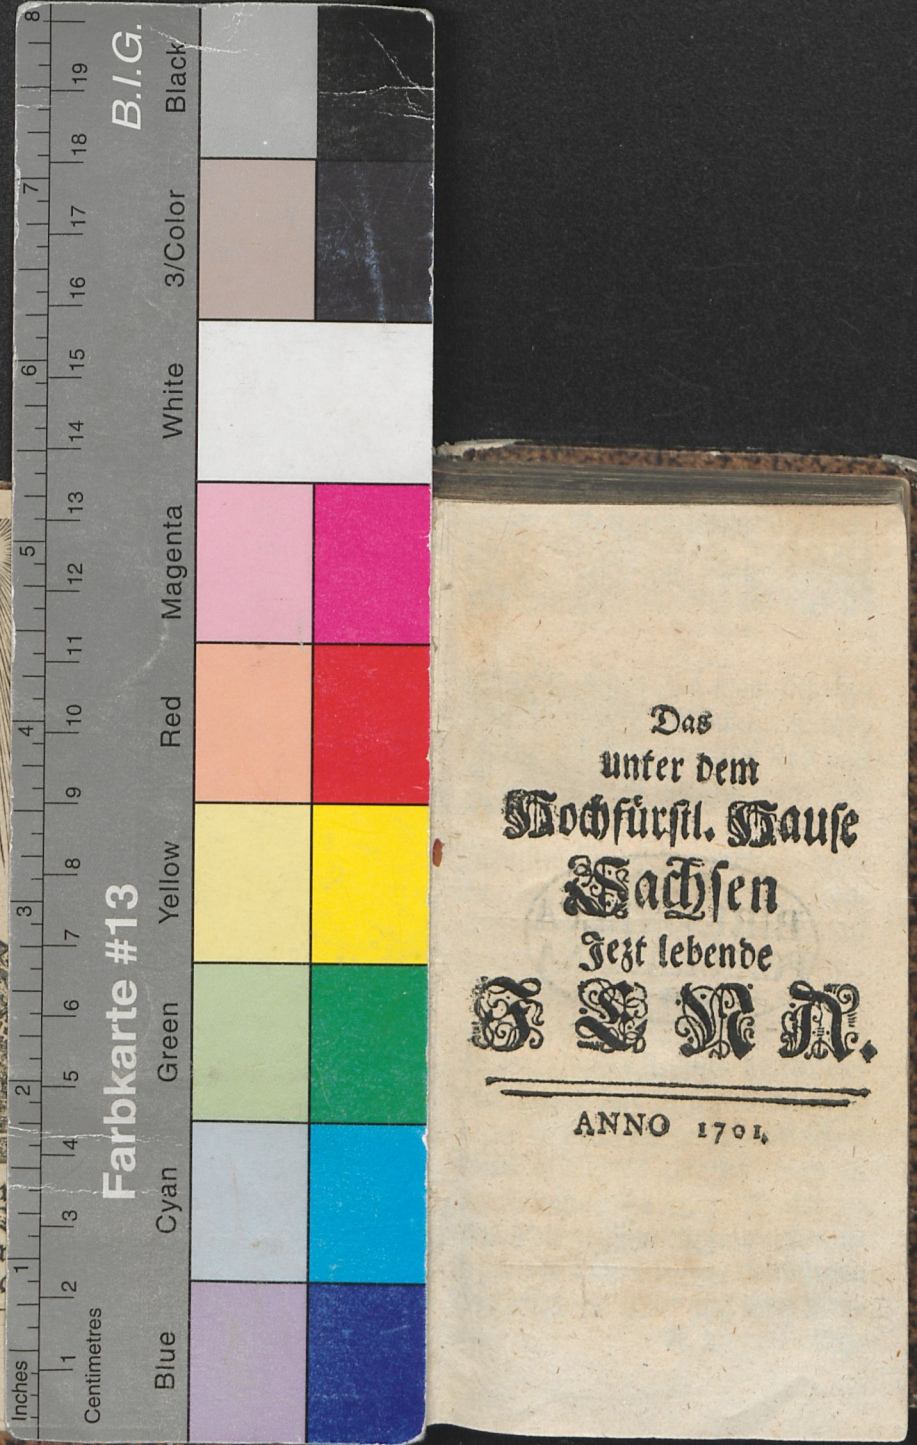 Das
unter dem
Hochfürstl. Hause
Sachsen
Jezt lebende
JENA.
ANNO 1701.
B.I.G.
Farbkarte #13
Blue Cyan Green Yellow Red Magenta White 3/Color Black
Centimetres 1 2 3 4 5 6 7 8 9 10 11 12 13 14 15 16 17 18 19
Inches 1 2 3 4 5 6 7 8